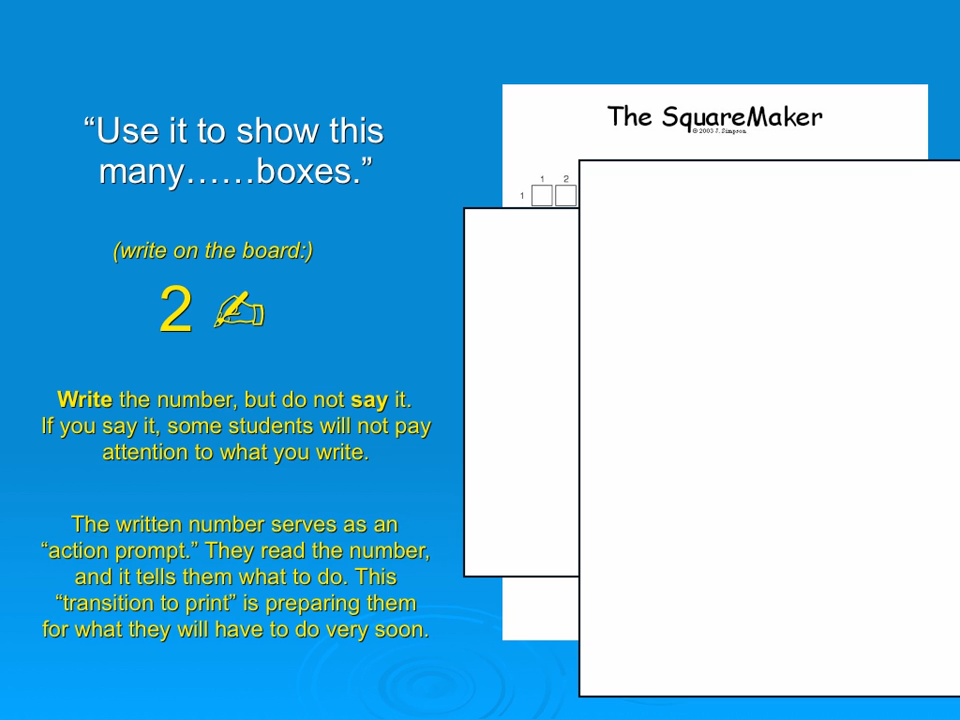 “Use it to show this
many……boxes.”
(write on the board:)
2 ✍
Write the number, but do not say it.
If you say it, some students will not pay
attention to what you write.
The written number serves as an
“action prompt.” They read the number,
and it tells them what to do. This
“transition to print” is preparing them
for what they will have to do very soon.
The SquareMaker
© 2003 J. Simpson
1 2
1